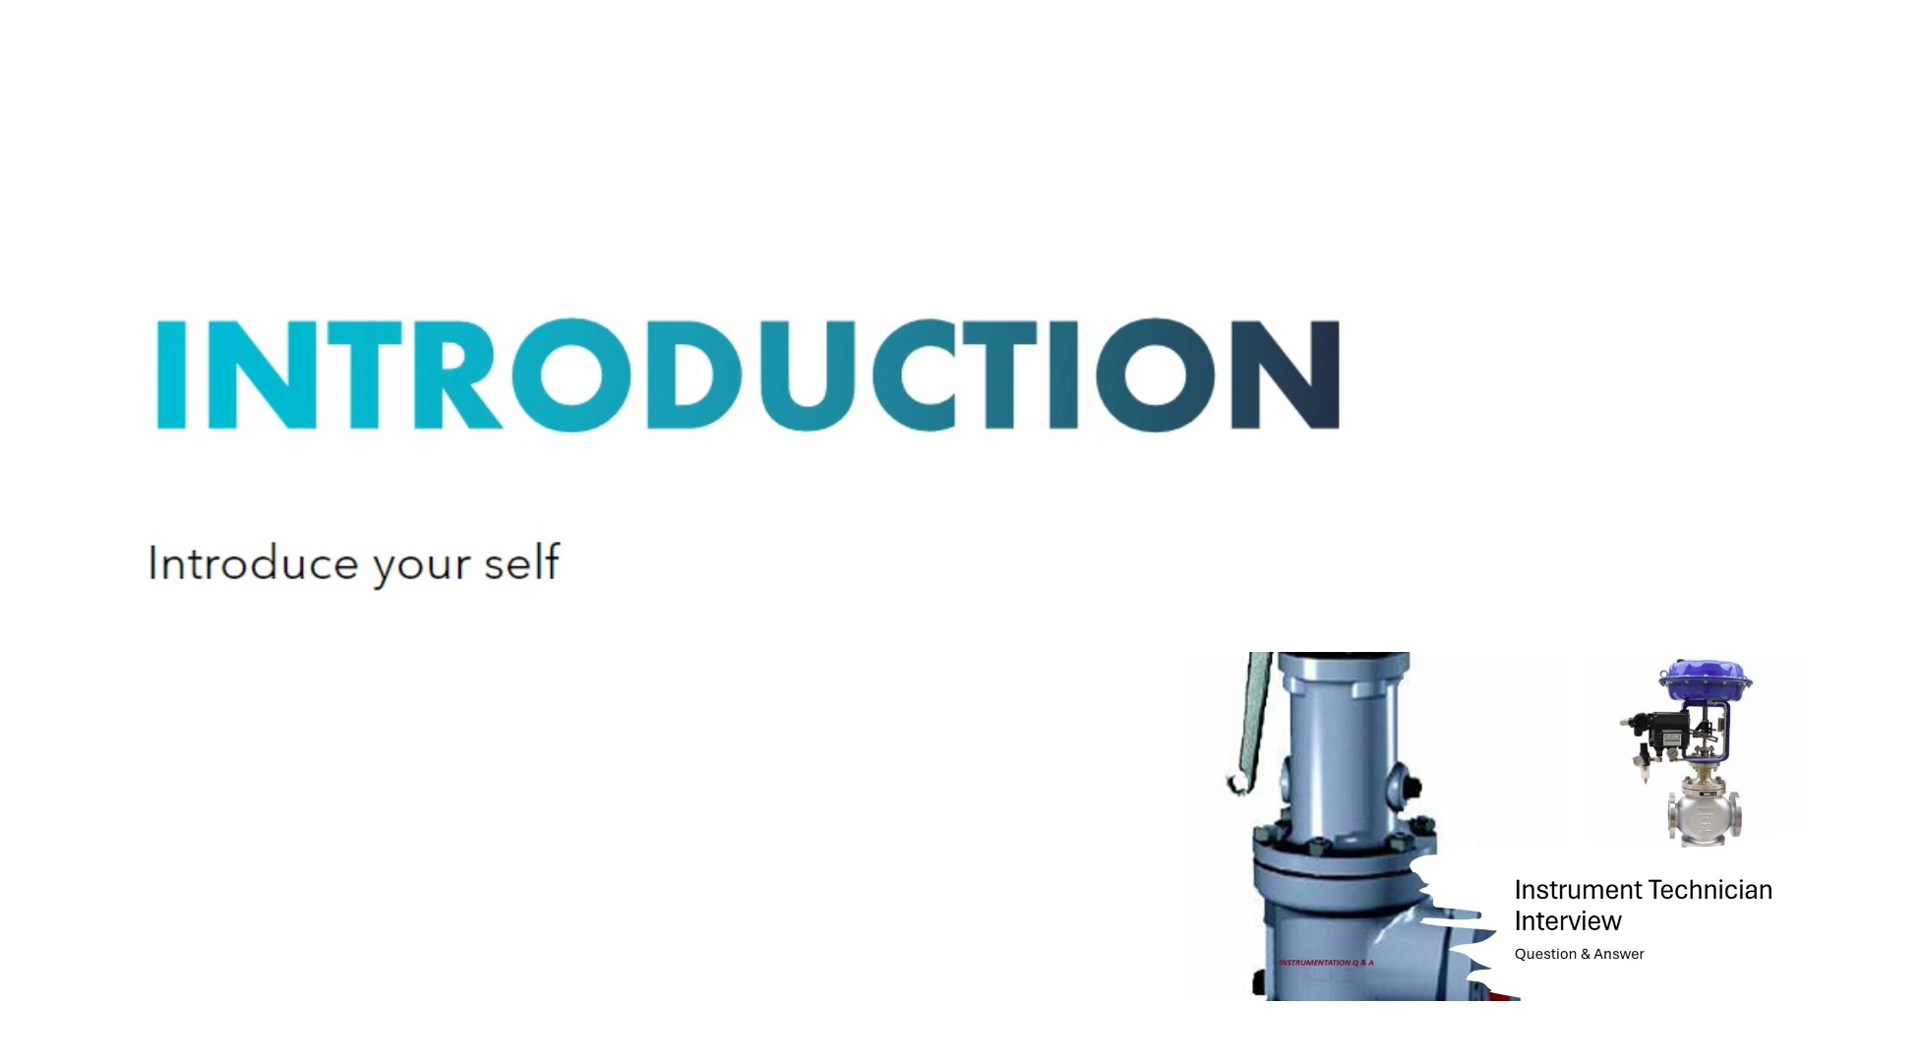 INTRODUCTION
Introduce your self
Instrument Technician
Interview
Question & Answer
INSTRUMENTATION Q & A